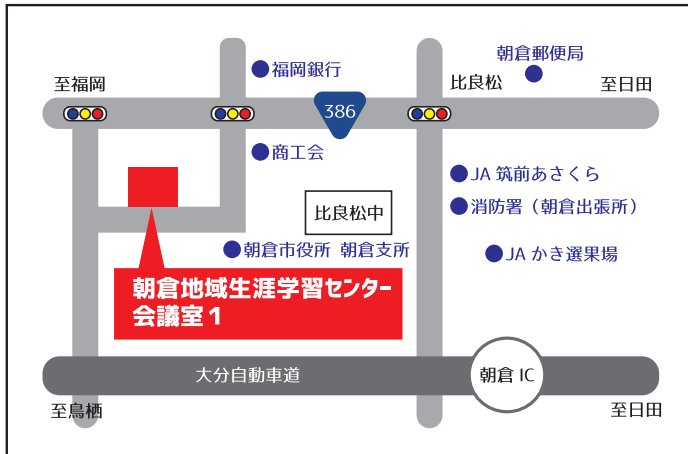 朝倉郵便局
福岡銀行
至福岡
比良松
至日田
386
商工会
JA 筑前あさくら
消防署（朝倉出張所）
比良松中
朝倉市役所 朝倉支所
JA かき選果場
朝倉地域生涯学習センター
会議室１
大分自動車道
朝倉 IC
至鳥栖
至日田